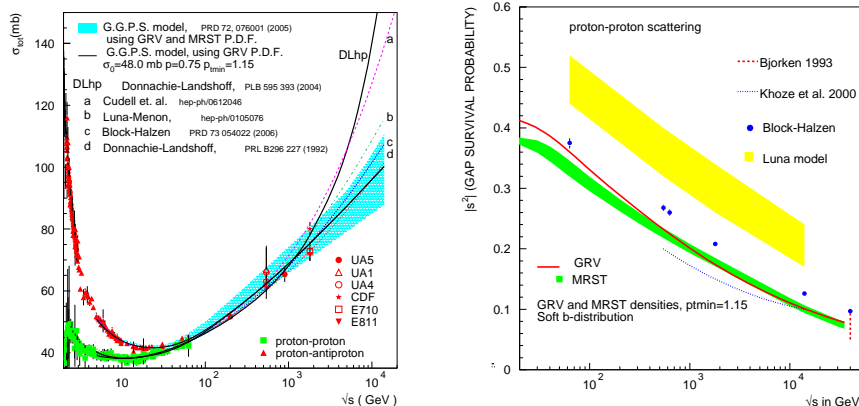 σtot(mb)
140
120
100
80
60
40
G.G.P.S. model, PRD 72, 076001 (2005)
using GRV and MRST P.D.F.
G.G.P.S. model, using GRV P.D.F.
σ0=48.0 mb p=0.75 ptmin=1.15
DLhp Donnachie-Landshoff, PLB 595 393 (2004)
a Cudell et al. hep-ph/0612046
b Luna-Menon, hep-ph/0105076
c Block-Halzen PRD 73 054022 (2006)
d Donnachie-Landshoff, PRL B296 227 (1992)
DLhp
a
b
c
d
UA5
UA1
UA4
CDF
E710
E811
proton-proton
proton-antiproton
10 10² 10³ 10⁴
√s ( GeV )
|s²| (GAP SURVIVAL PROBABILITY)
0.6
0.5
0.4
0.3
0.2
0.1
0
proton-proton scattering
Bjorken 1993
Khoze et al. 2000
Block-Halzen
Luna model
GRV
MRST
GRV and MRST densities, ptmin=1.15
Soft b-distribution
10² 10³ 10⁴
√s in GeV